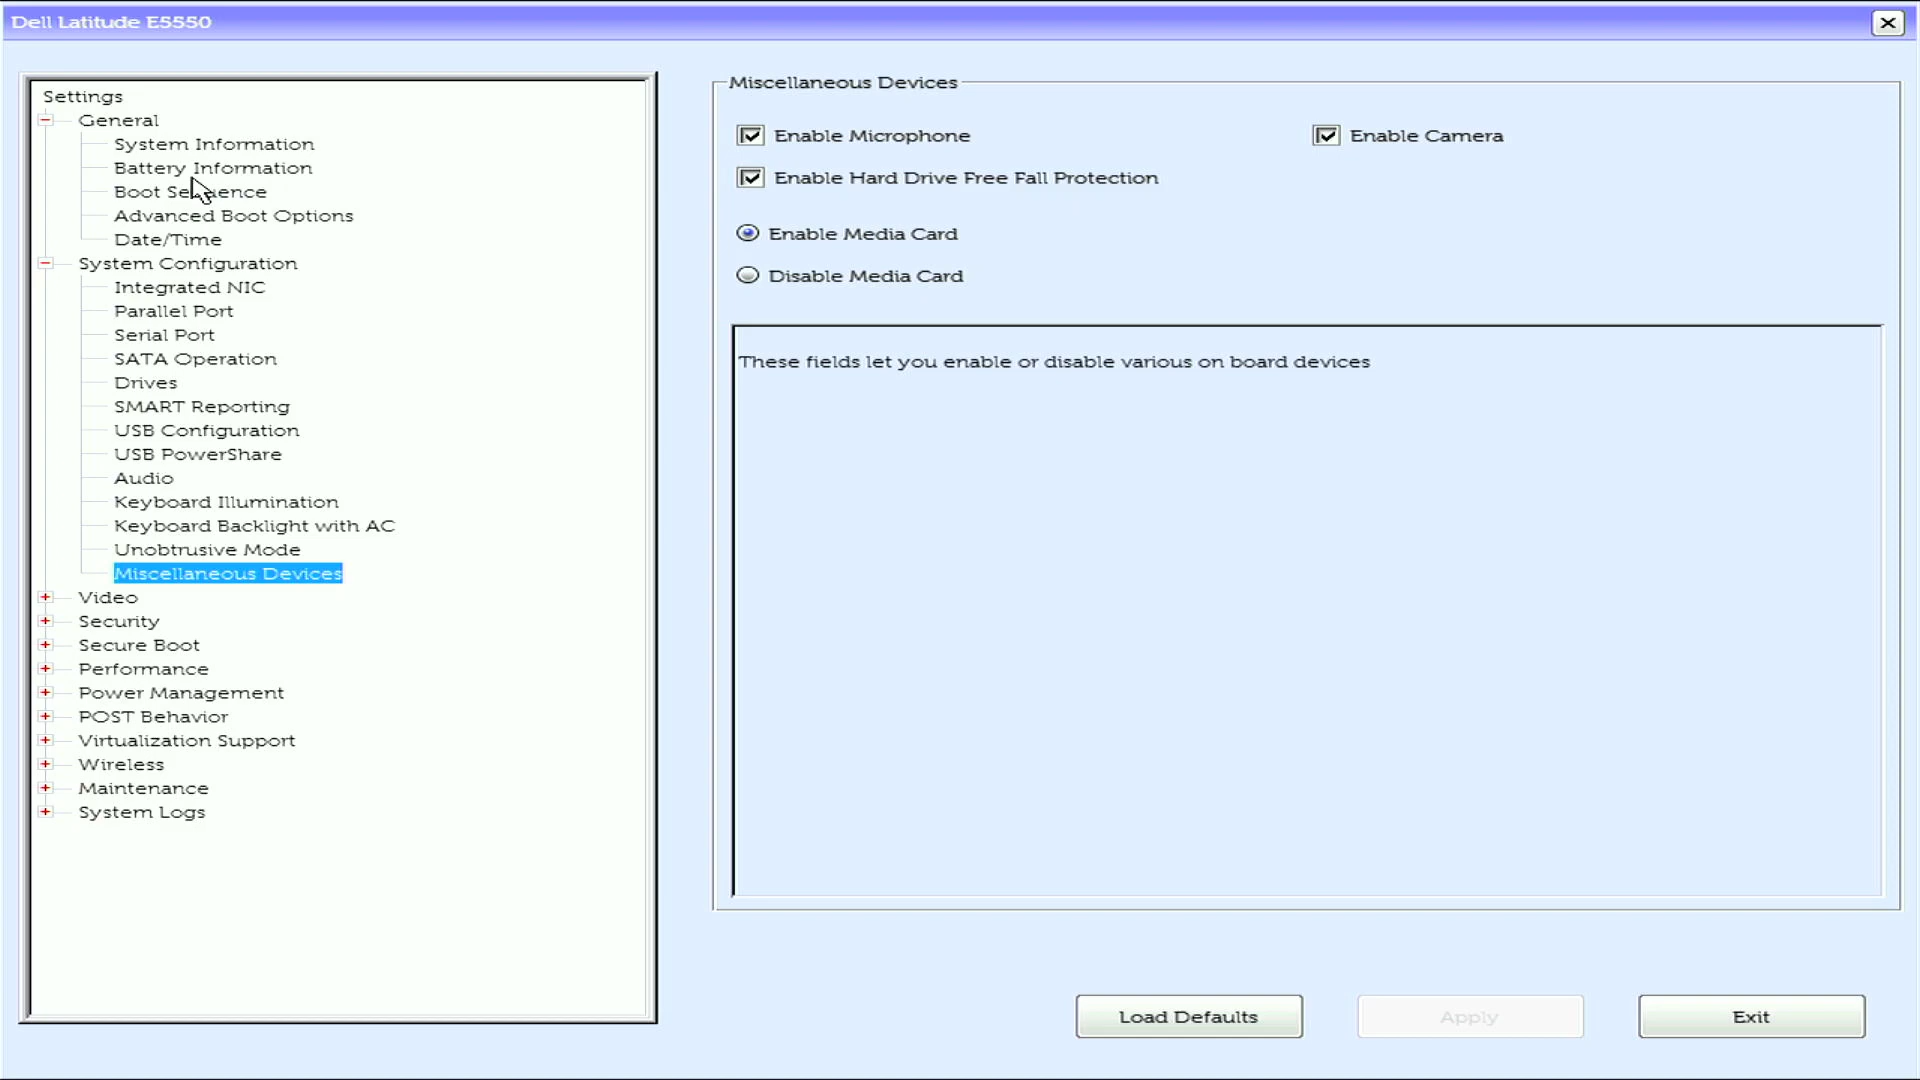 Dell Latitude E5550
Settings
General
System Information
Battery Information
Boot Sequence
Advanced Boot Options
Date/Time
System Configuration
Integrated NIC
Parallel Port
Serial Port
SATA Operation
Drives
SMART Reporting
USB Configuration
USB PowerShare
Audio
Keyboard Illumination
Keyboard Backlight with AC
Unobtrusive Mode
Miscellaneous Devices
Video
Security
Secure Boot
Performance
Power Management
POST Behavior
Virtualization Support
Wireless
Maintenance
System Logs
Miscellaneous Devices
Enable Microphone
Enable Camera
Enable Hard Drive Free Fall Protection
Enable Media Card
Disable Media Card
These fields let you enable or disable various on board devices
Load Defaults
Apply
Exit